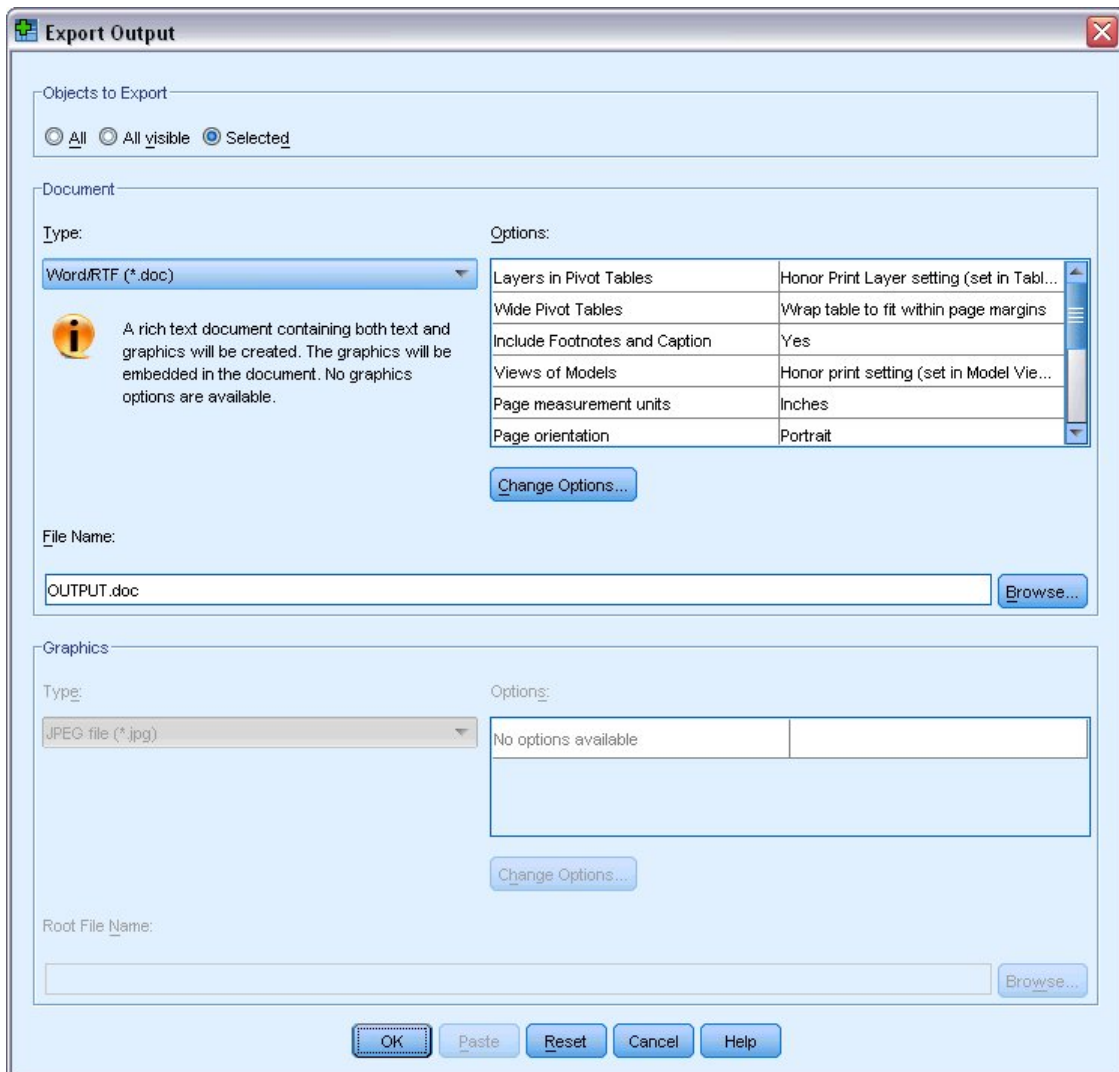 Export Output
Objects to Export
All All visible Selected
Document
Type:
Options:
Word/RTF (*.doc)
A rich text document containing both text and
graphics will be created. The graphics will be
embedded in the document. No graphics
options are available.
Layers in Pivot Tables Honor Print Layer setting (set in Tabl...
Wide Pivot Tables Wrap table to fit within page margins
Include Footnotes and Caption Yes
Views of Models Honor print setting (set in Model Vie...
Page measurement units Inches
Page orientation Portrait
Change Options...
File Name:
OUTPUT.doc Browse...
Graphics
Type:
Options:
JPEG file (*.jpg)
No options available
Change Options...
Root File Name:
Browse...
OK Paste Reset Cancel Help